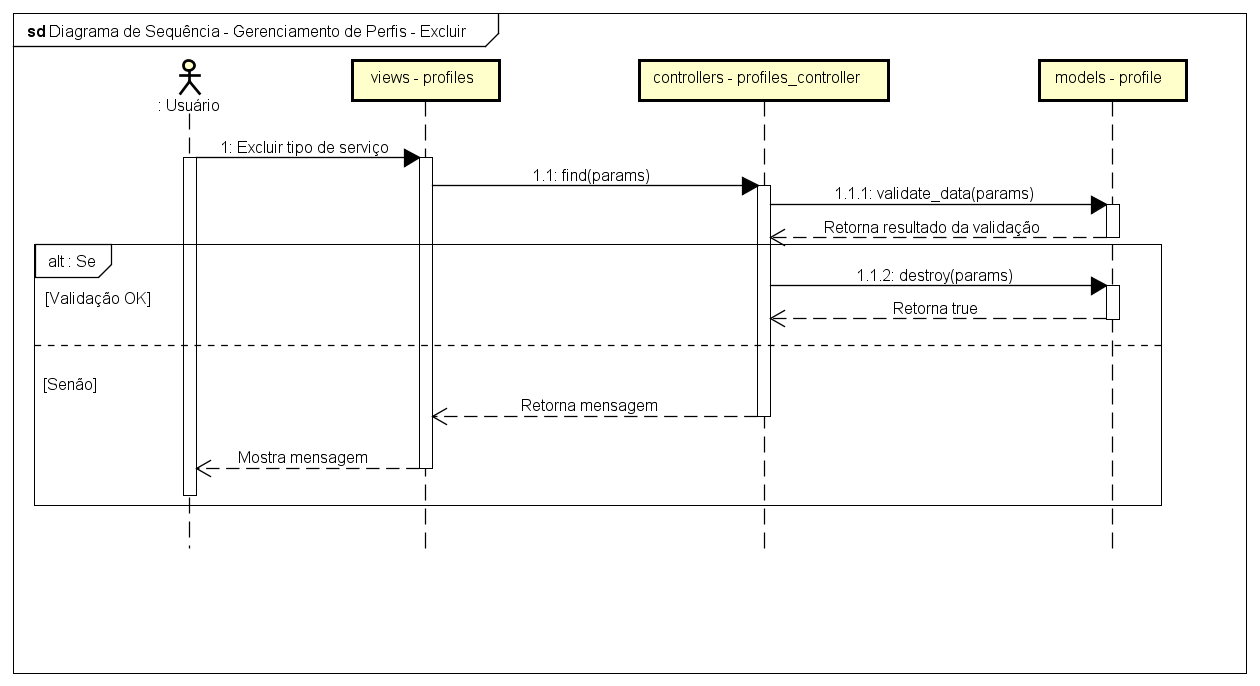 sd Diagrama de Sequência - Gerenciamento de Perfis - Excluir
: Usuário
views - profiles
controllers - profiles_controller
models - profile
1: Excluir tipo de serviço
1.1: find(params)
1.1.1: validate_data(params)
Retorna resultado da validação
alt : Se
[Validação OK]
1.1.2: destroy(params)
Retorna true
[Senão]
Retorna mensagem
Mostra mensagem